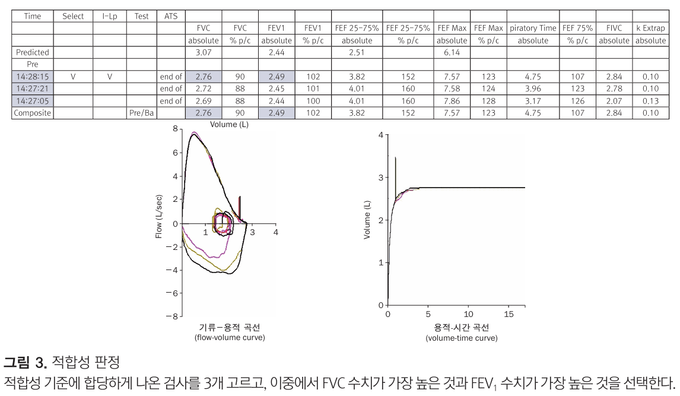 Time Select I-Lp Test ATS
FVC FVC FEV1 FEV1 FEF 25-75% FEF 25-75% FEF Max FEF Max piratory Time FEF 75% FIVC k Extrap
absolute % p/c absolute % p/c absolute % p/c absolute % p/c absolute % p/c absolute absolute
Predicted 3.07 2.44 2.51 6.14
Pre
14:28:15 V V end of 2.76 90 2.49 102 3.82 152 7.57 123 4.75 107 2.84 0.10
14:27:21 end of 2.72 88 2.45 101 4.01 160 7.58 124 3.96 123 2.78 0.10
14:27:05 end of 2.69 88 2.44 100 4.01 160 7.86 128 3.17 126 2.07 0.13
Composite Pre/Ba 2.76 90 2.49 102 3.82 152 7.57 123 4.75 107 2.84 0.10
Volume (L)
8
6
4
2
0
1
3
4
-2
-4
-6
-8
Flow (L/sec)
기류-용적 곡선
(flow-volume curve)
4
3
2
1
0
0 5 10 15
Volume (L)
용적-시간 곡선
(volume-time curve)
그림 3. 적합성 판정
적합성 기준에 합당하게 나온 검사를 3개 고르고, 이중에서 FVC 수치가 가장 높은 것과 FEV₁ 수치가 가장 높은 것을 선택한다.